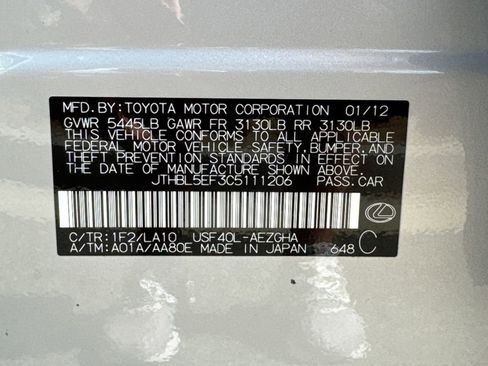 MFD. BY: TOYOTA MOTOR CORPORATION 01/12
GVWR 5445LB GAWR FR 3130LB RR 3130LB
THIS VEHICLE CONFORMS TO ALL APPLICABLE
FEDERAL MOTOR VEHICLE SAFETY, BUMPER, AND
THEFT PREVENTION STANDARDS IN EFFECT ON
THE DATE OF MANUFACTURE SHOWN ABOVE.
JTHBL5EF3C5111206 PASS. CAR
C/TR: 1F2/LA10 USF40L-AEZGHA C
A/TM: A01A/AA80E MADE IN JAPAN 648